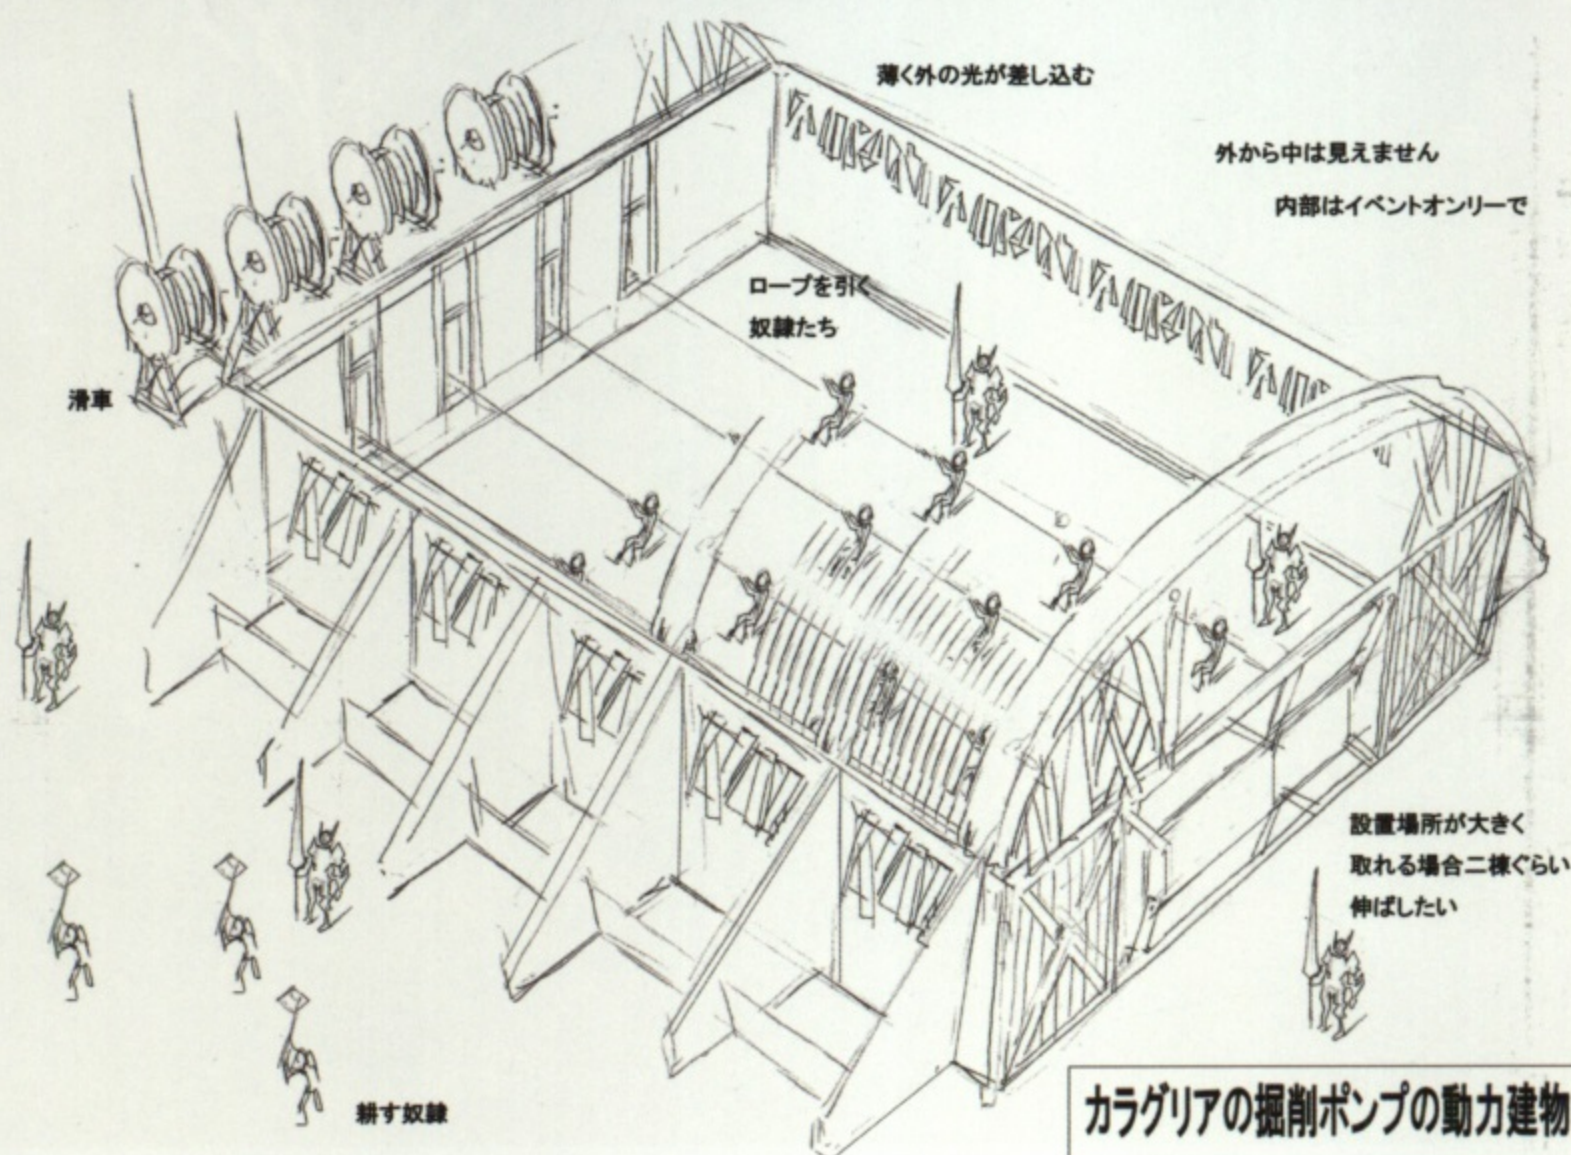 薄く外の光が差し込む
外から中は見えません
内部はイベントオンリーで
ロープを引く
奴隷たち
滑車
設置場所が大きく
取れる場合二棟ぐらい
伸ばしたい
耕す奴隷
カラグリアの掘削ポンプの動力建物